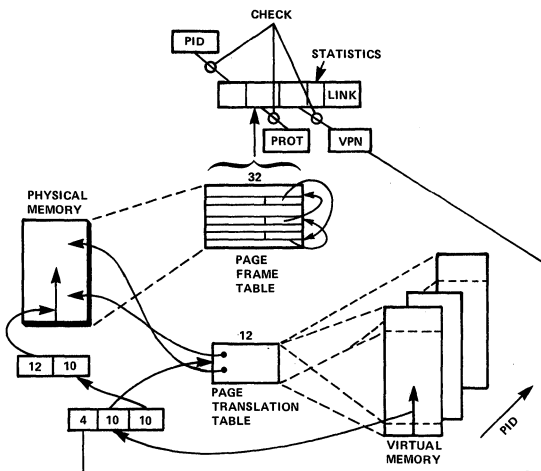 CHECK
PID
STATISTICS
LINK
PROT
VPN
32
PHYSICAL
MEMORY
PAGE
FRAME
TABLE
12
12 10
PAGE
TRANSLATION
TABLE
4 10 10
VIRTUAL
MEMORY
PID